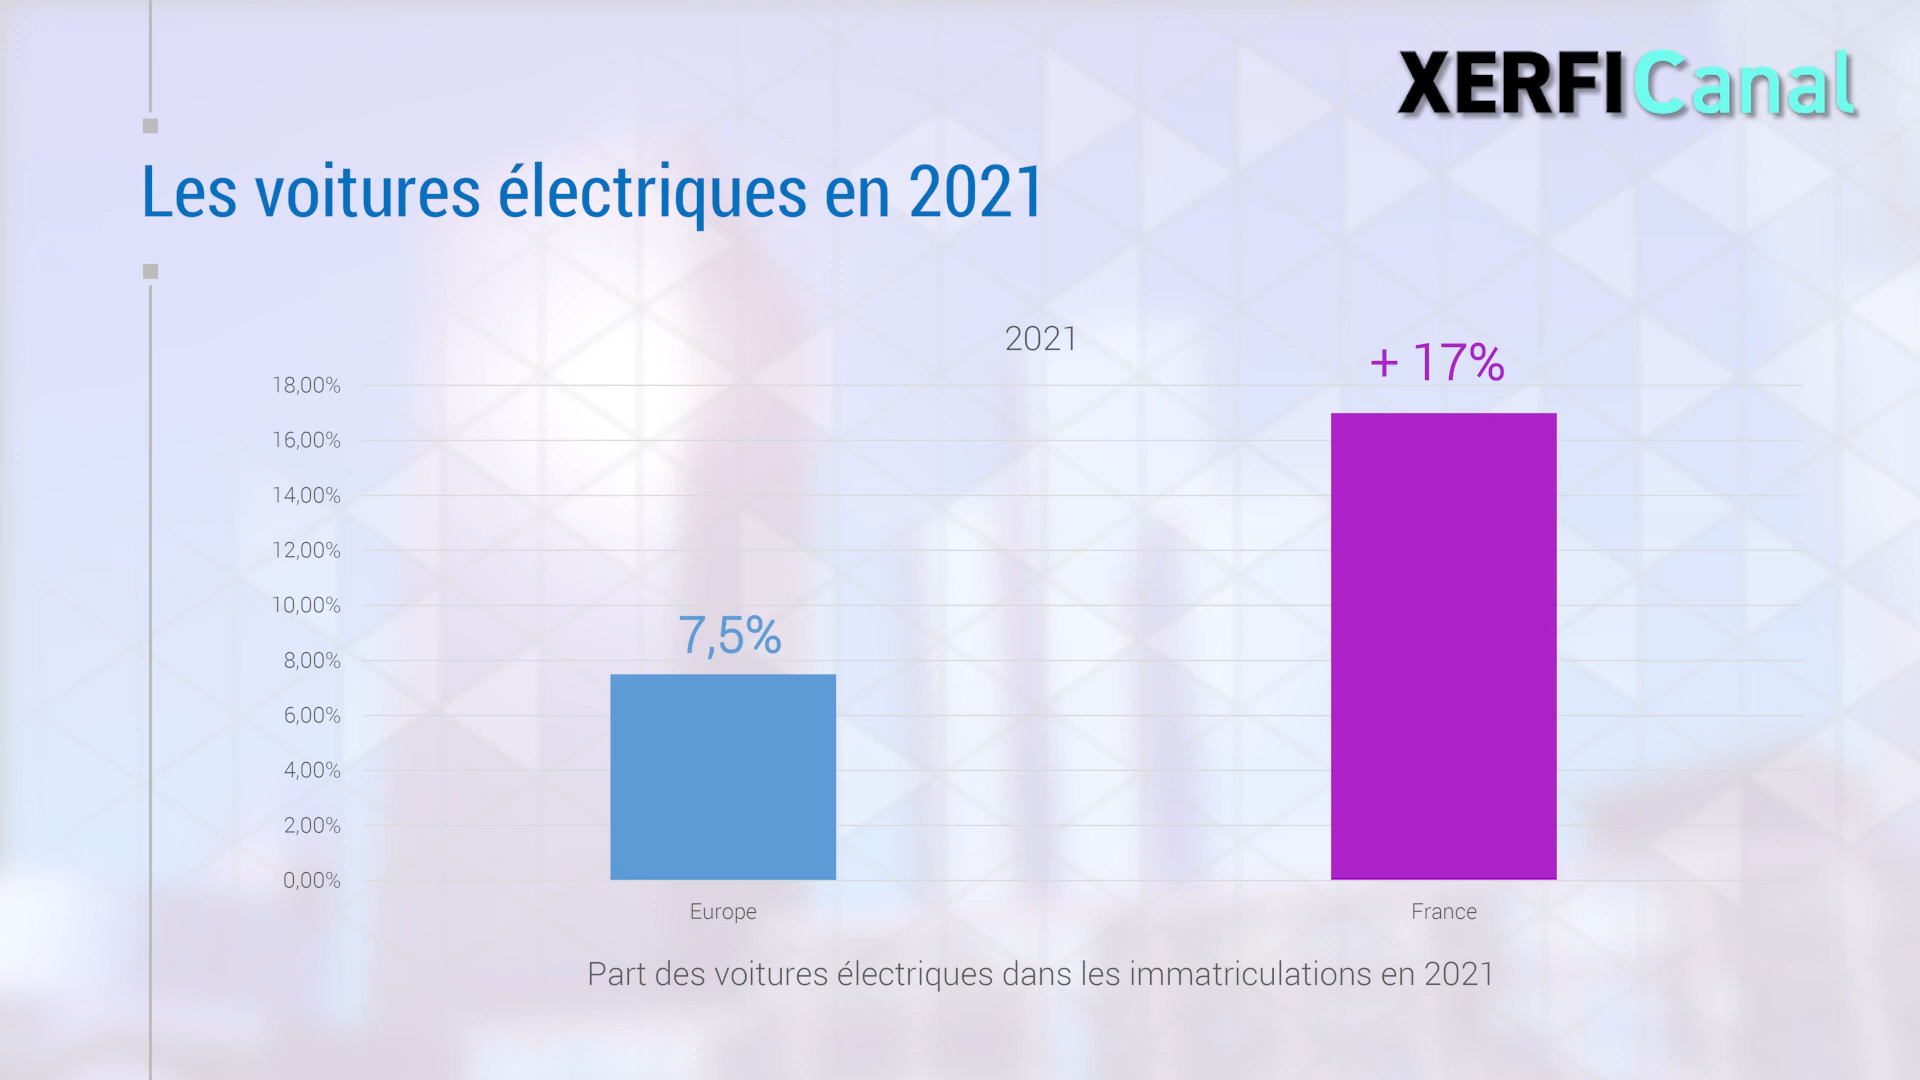 XERFICanal
Les voitures électriques en 2021
2021
+ 17%
18,00%
16,00%
14,00%
12,00%
10,00%
7,5%
8,00%
6,00%
4,00%
2,00%
0,00%
Europe
France
Part des voitures électriques dans les immatriculations en 2021